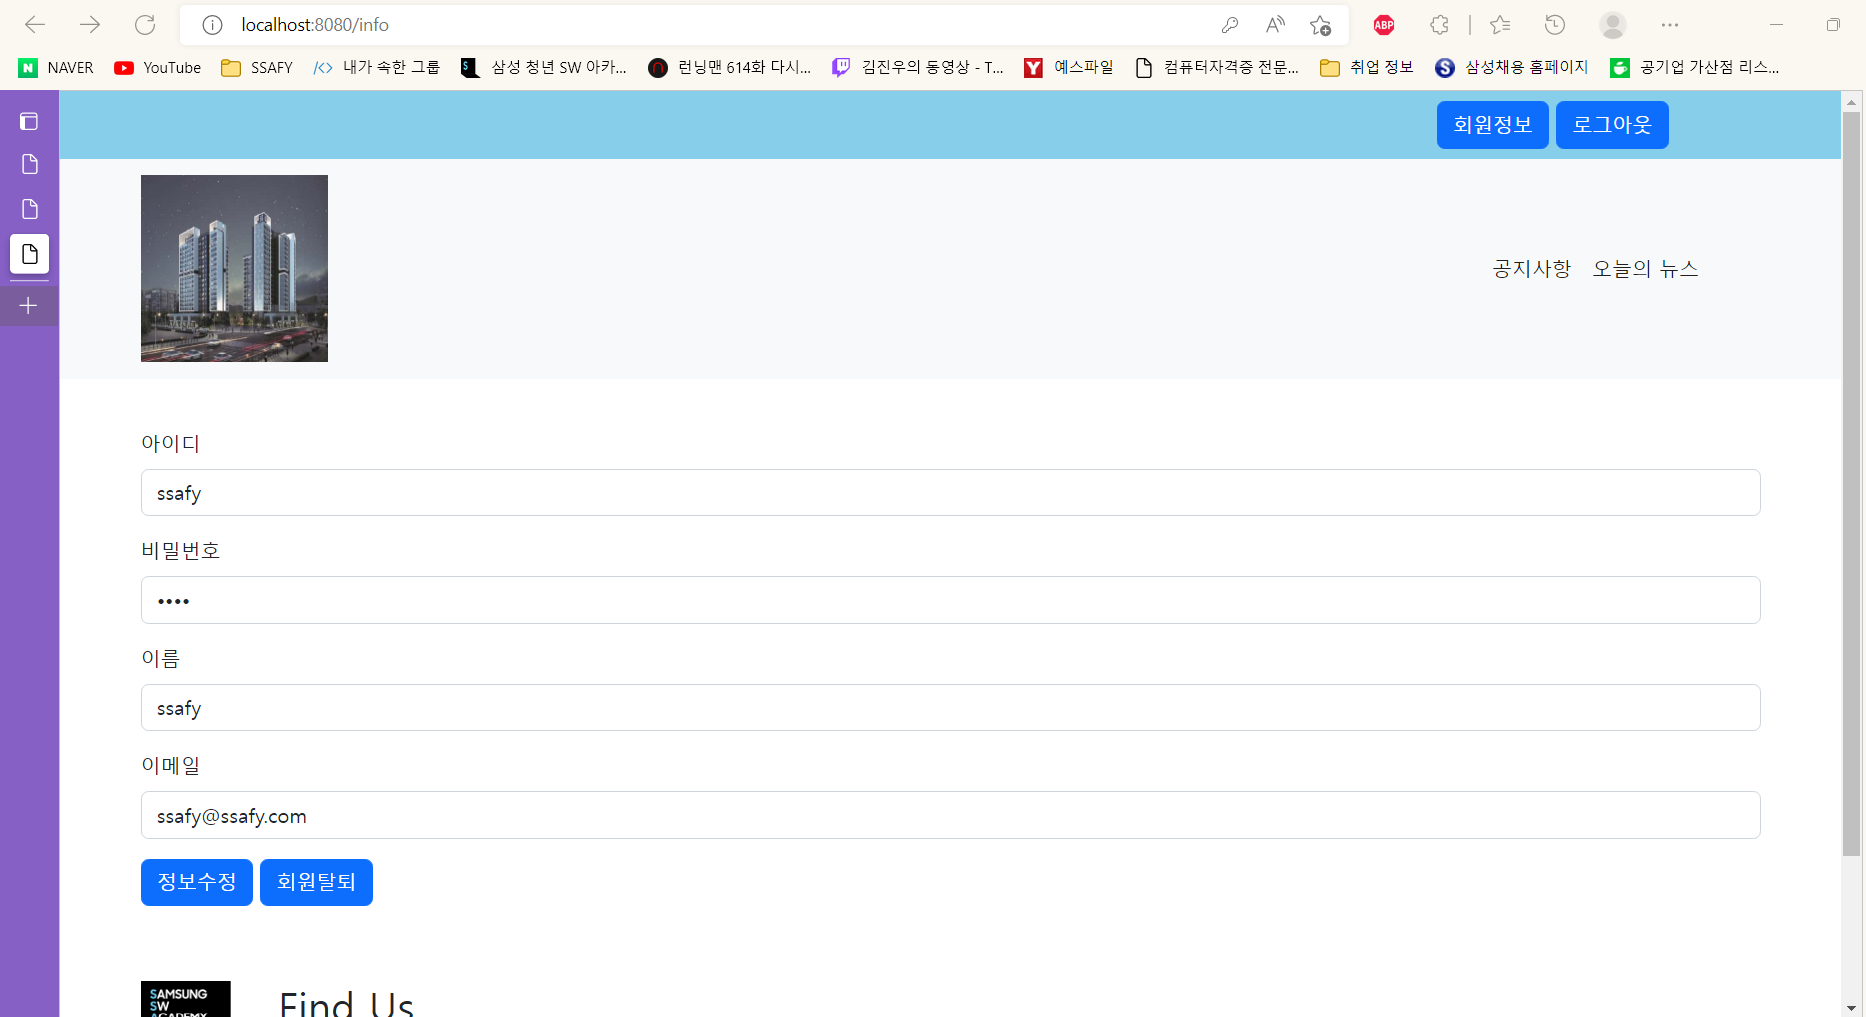 localhost:8080/info
ABP
NAVER YouTube SSAFY 내가 속한 그룹 삼성 청년 SW 아카... 런닝맨 614화 다시... 김진우의 동영상 - T... 예스파일 컴퓨터자격증 전문... 취업 정보 삼성채용 홈페이지 공기업 가산점 리스...
회원정보 로그아웃
공지사항 오늘의 뉴스
아이디
ssafy
비밀번호
••••
이름
ssafy
이메일
ssafy@ssafy.com
정보수정 회원탈퇴
SAMSUNG
SW
ACADEMY
Find Us